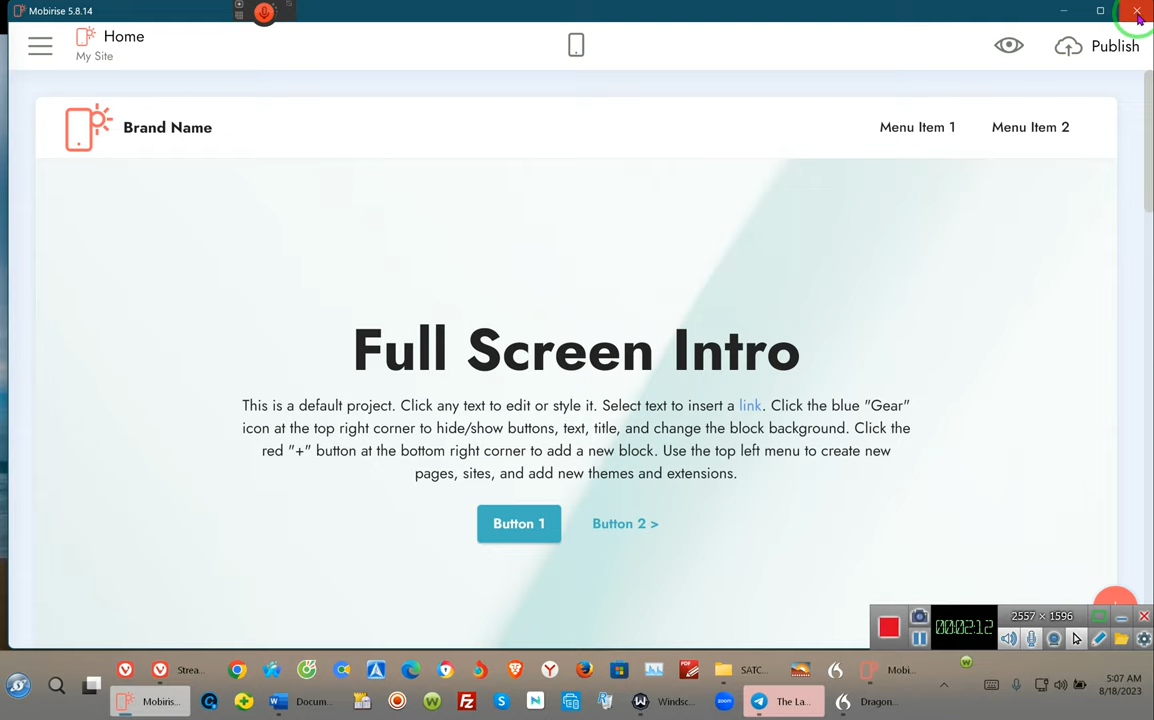 Mobirise 5.8.14
Home
My Site
Publish
Brand Name
Menu Item 1
Menu Item 2
Full Screen Intro
This is a default project. Click any text to edit or style it. Select text to insert a link. Click the blue "Gear"
icon at the top right corner to hide/show buttons, text, title, and change the block background. Click the
red "+" button at the bottom right corner to add a new block. Use the top left menu to create new
pages, sites, and add new themes and extensions.
Button 1
Button 2 >
2557 × 1596
00:02:12
Strea...
PDF
SATC...
Mobi...
5:07 AM
8/18/2023
Mobiris...
Docum...
Windsc...
zoom
The La...
Dragon...